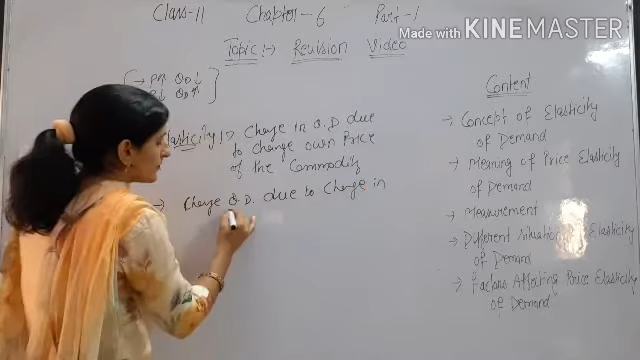 Class-11 Chapter-6 Part-1
Made with KINEMASTER
Topic:→ Revision Video
→ P↑ Q.D↓
P↓ Q.D↑
Content
Elasticity:→ Change in Q.D due
to change own Price
of the Commodity
→ Change Q.D. due to Change in
→ Concept of Elasticity
of Demand
→ Meaning of Price Elasticity
of Demand
→ Measurement
→ Different Situation of Elasticity
of Demand
→ Factors Affecting Price Elasticity
of Demand